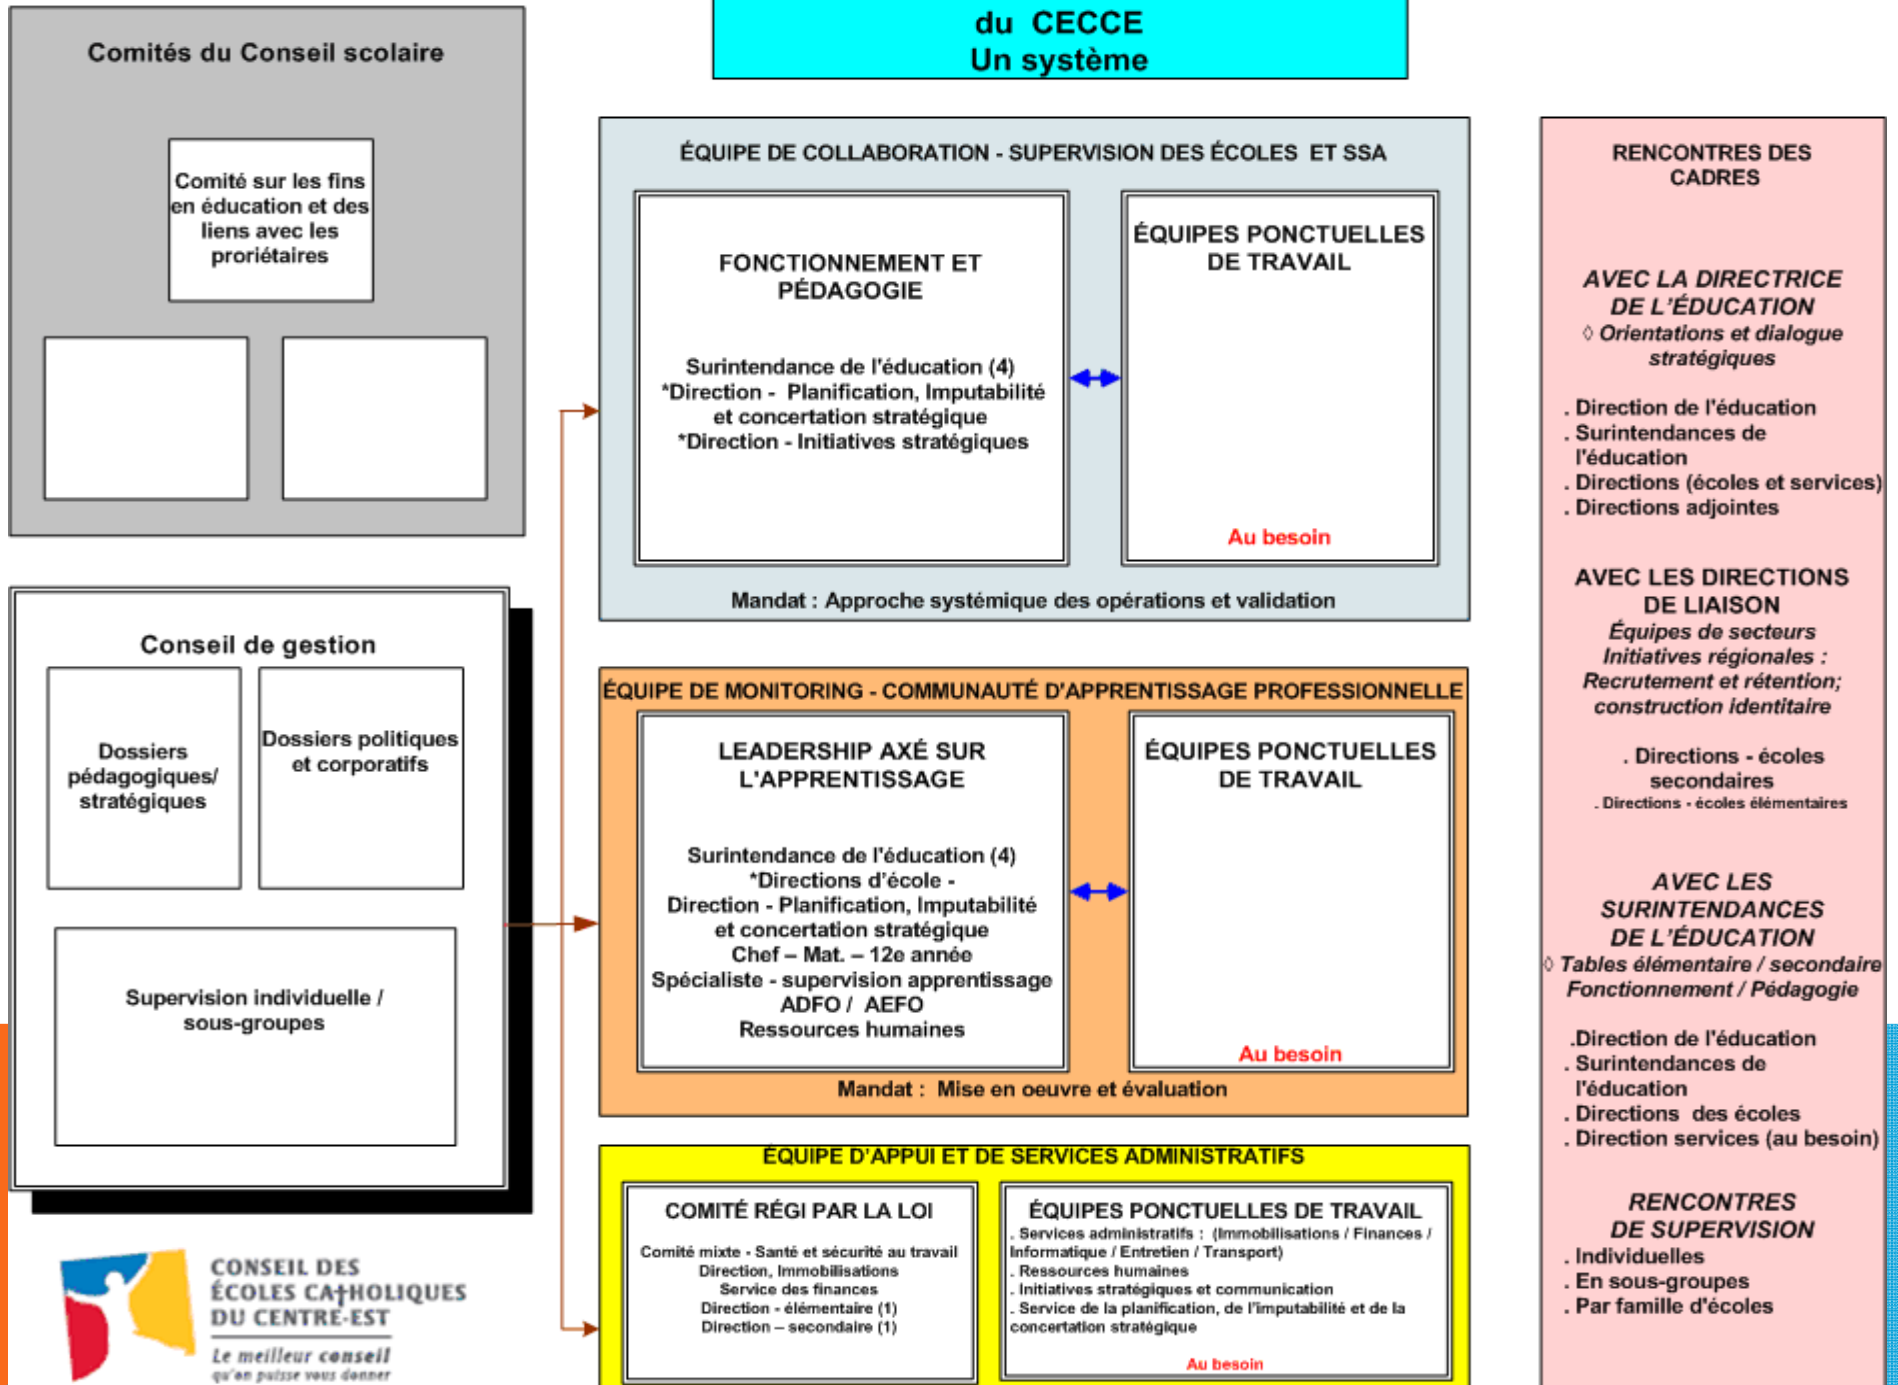 du CECCE
Un système
Comités du Conseil scolaire
Comité sur les fins
en éducation et des
liens avec les
proriétaires
Conseil de gestion
Dossiers
pédagogiques/
stratégiques
Dossiers politiques
et corporatifs
Supervision individuelle /
sous-groupes
CONSEIL DES
ÉCOLES CATHOLIQUES
DU CENTRE-EST
Le meilleur conseil
qu'on puisse vous donner
ÉQUIPE DE COLLABORATION - SUPERVISION DES ÉCOLES ET SSA
FONCTIONNEMENT ET
PÉDAGOGIE
Surintendance de l'éducation (4)
*Direction - Planification, Imputabilité
et concertation stratégique
*Direction - Initiatives stratégiques
ÉQUIPES PONCTUELLES
DE TRAVAIL
Au besoin
Mandat : Approche systémique des opérations et validation
ÉQUIPE DE MONITORING - COMMUNAUTÉ D'APPRENTISSAGE PROFESSIONNELLE
LEADERSHIP AXÉ SUR
L'APPRENTISSAGE
Surintendance de l'éducation (4)
*Directions d'école -
Direction - Planification, Imputabilité
et concertation stratégique
Chef – Mat. – 12e année
Spécialiste - supervision apprentissage
ADFO / AEFO
Ressources humaines
ÉQUIPES PONCTUELLES
DE TRAVAIL
Au besoin
Mandat : Mise en oeuvre et évaluation
ÉQUIPE D'APPUI ET DE SERVICES ADMINISTRATIFS
COMITÉ RÉGI PAR LA LOI
Comité mixte - Santé et sécurité au travail
Direction, Immobilisations
Service des finances
Direction - élémentaire (1)
Direction – secondaire (1)
ÉQUIPES PONCTUELLES DE TRAVAIL
. Services administratifs : (Immobilisations / Finances /
Informatique / Entretien / Transport)
. Ressources humaines
. Initiatives stratégiques et communication
. Service de la planification, de l'imputabilité et de la
concertation stratégique
Au besoin
RENCONTRES DES
CADRES
AVEC LA DIRECTRICE
DE L'ÉDUCATION
◊ Orientations et dialogue
stratégiques
. Direction de l'éducation
. Surintendances de
l'éducation
. Directions (écoles et services)
. Directions adjointes
AVEC LES DIRECTIONS
DE LIAISON
Équipes de secteurs
Initiatives régionales :
Recrutement et rétention;
construction identitaire
. Directions - écoles
secondaires
. Directions - écoles élémentaires
AVEC LES
SURINTENDANCES
DE L'ÉDUCATION
◊ Tables élémentaire / secondaire
Fonctionnement / Pédagogie
.Direction de l'éducation
. Surintendances de
l'éducation
. Directions des écoles
. Direction services (au besoin)
RENCONTRES
DE SUPERVISION
. Individuelles
. En sous-groupes
. Par famille d'écoles